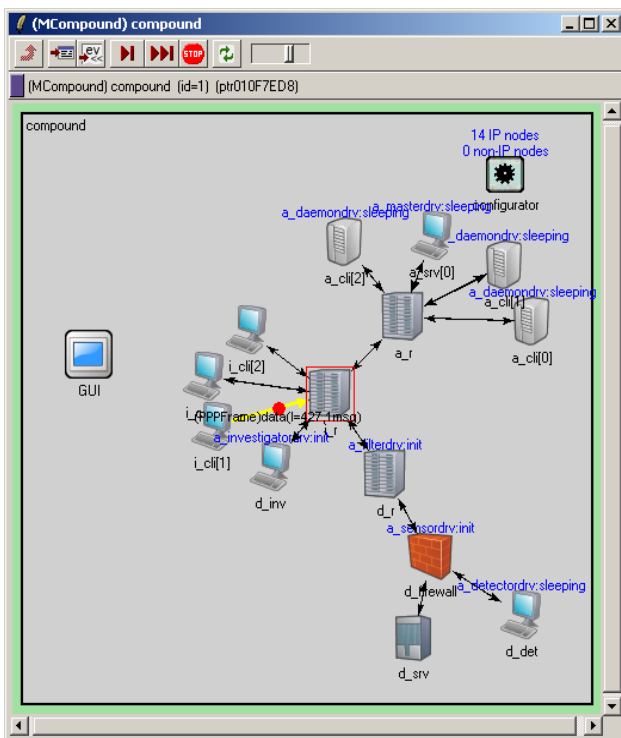 (MCompound) compound
STOP
(MCompound) compound (id=1) (ptr010F7ED8)
compound
14 IP nodes
0 non-IP nodes
configurator
a_daemondrv:sleeping
a_masterdrv:sleeping
_daemondrv:sleeping
a_cli[2]
a_srv[0]
a_daemondrv:sleeping
a_cli[1]
a_cli[0]
a_r
GUI
i_cli[2]
(PPPFrame)data(l=427,1msg)
i_r
a_investigatordrv:init
a_filterdrv:init
i_cli[1]
d_inv
d_r
a_sensordrv:init
d_firewall
a_detectordrv:sleeping
d_det
d_srv